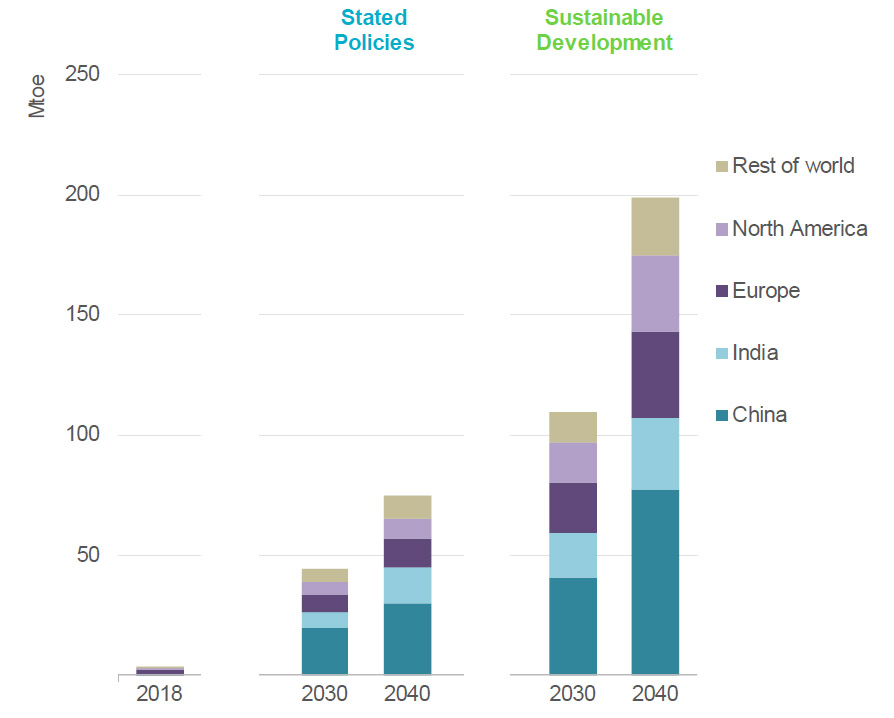 Stated
Policies
Sustainable
Development
Mtoe
250
200
150
100
50
2018
2030
2040
2030
2040
Rest of world
North America
Europe
India
China